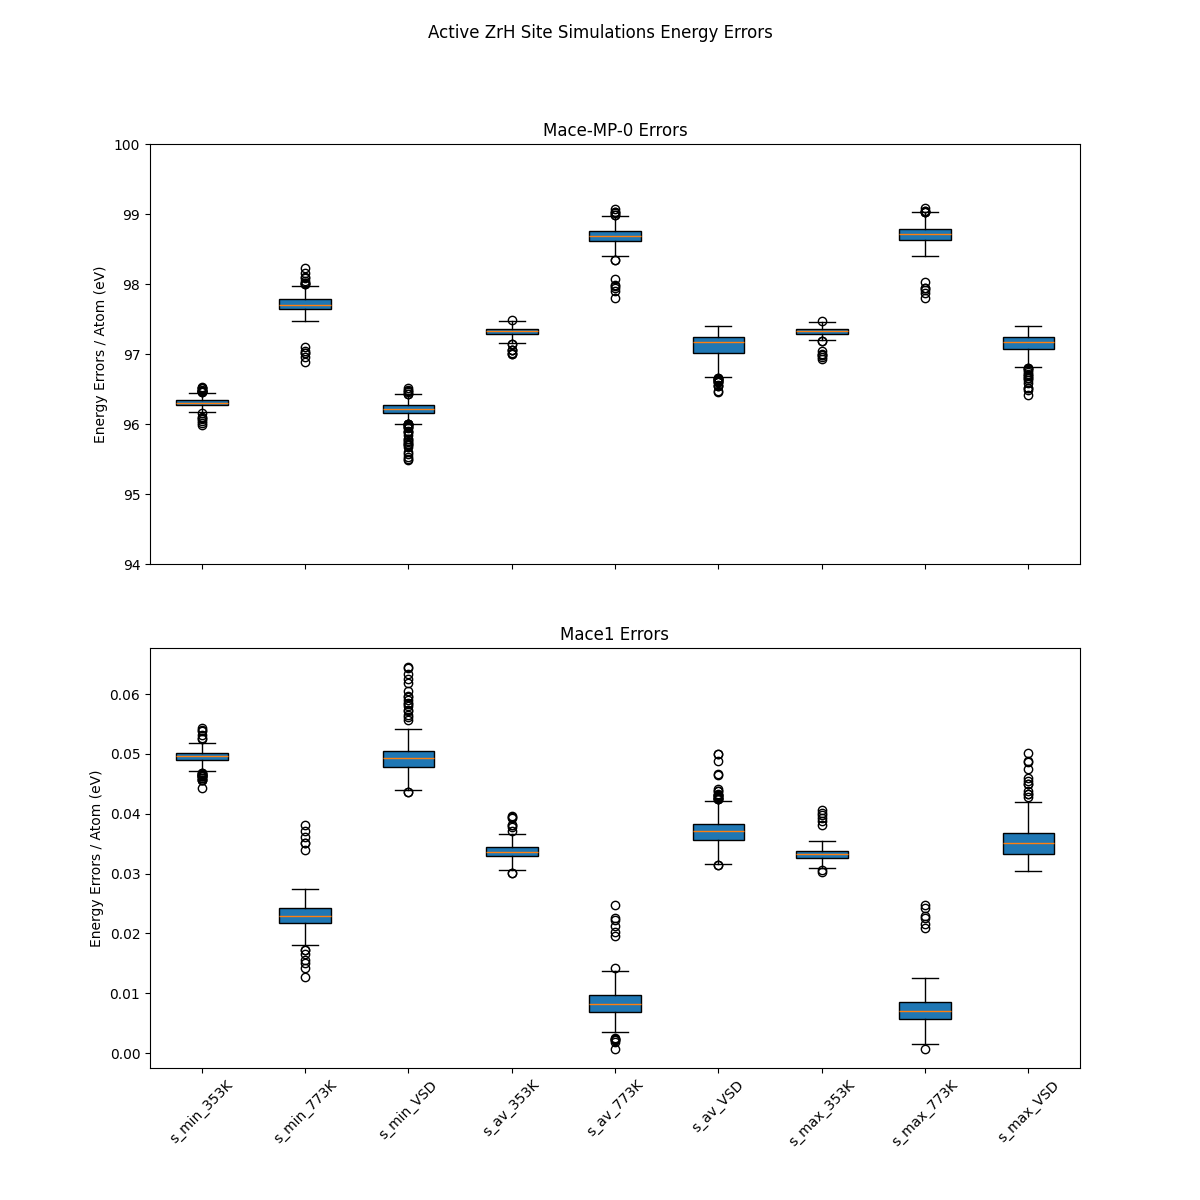 Active ZrH Site Simulations Energy Errors
Mace-MP-0 Errors
Energy Errors / Atom (eV)
100
99
98
97
96
95
94
Mace1 Errors
Energy Errors / Atom (eV)
0.06
0.05
0.04
0.03
0.02
0.01
0.00
s_min_353K
s_min_773K
s_min_VSD
s_av_353K
s_av_773K
s_av_VSD
s_max_353K
s_max_773K
s_max_VSD